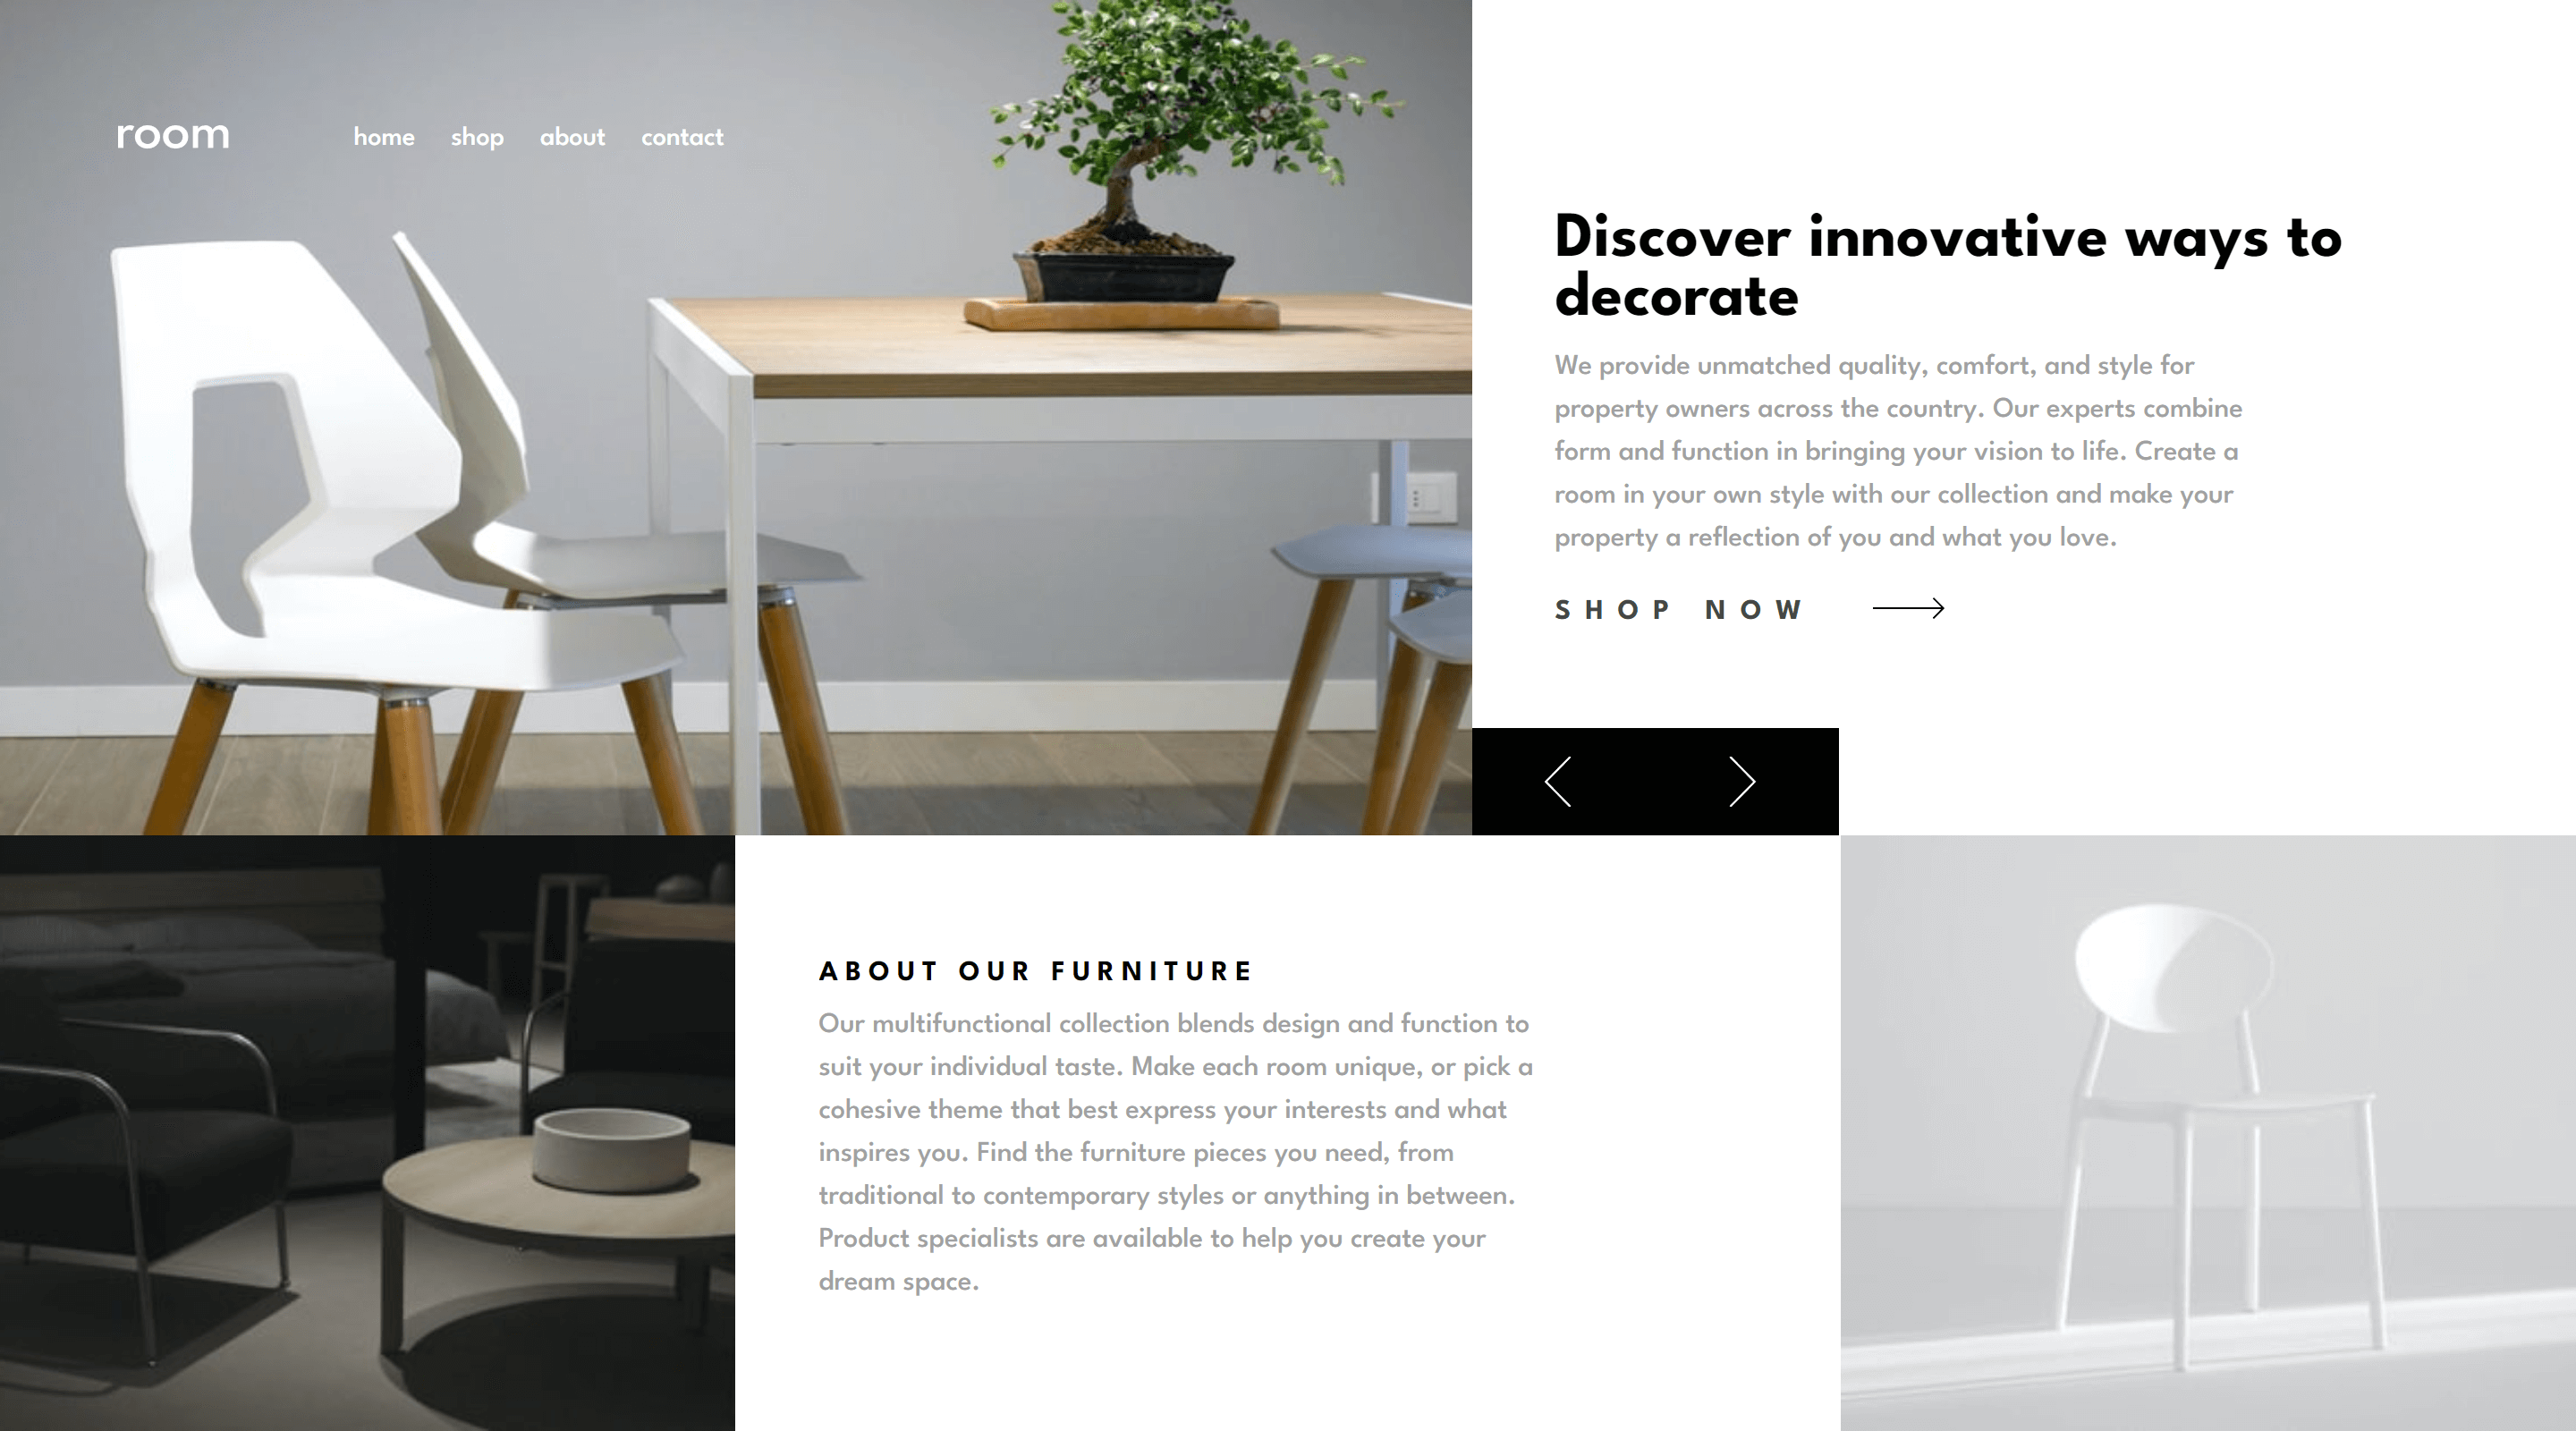 room
home shop about contact
Discover innovative ways to
decorate
We provide unmatched quality, comfort, and style for
property owners across the country. Our experts combine
form and function in bringing your vision to life. Create a
room in your own style with our collection and make your
property a reflection of you and what you love.
SHOP NOW
ABOUT OUR FURNITURE
Our multifunctional collection blends design and function to
suit your individual taste. Make each room unique, or pick a
cohesive theme that best express your interests and what
inspires you. Find the furniture pieces you need, from
traditional to contemporary styles or anything in between.
Product specialists are available to help you create your
dream space.